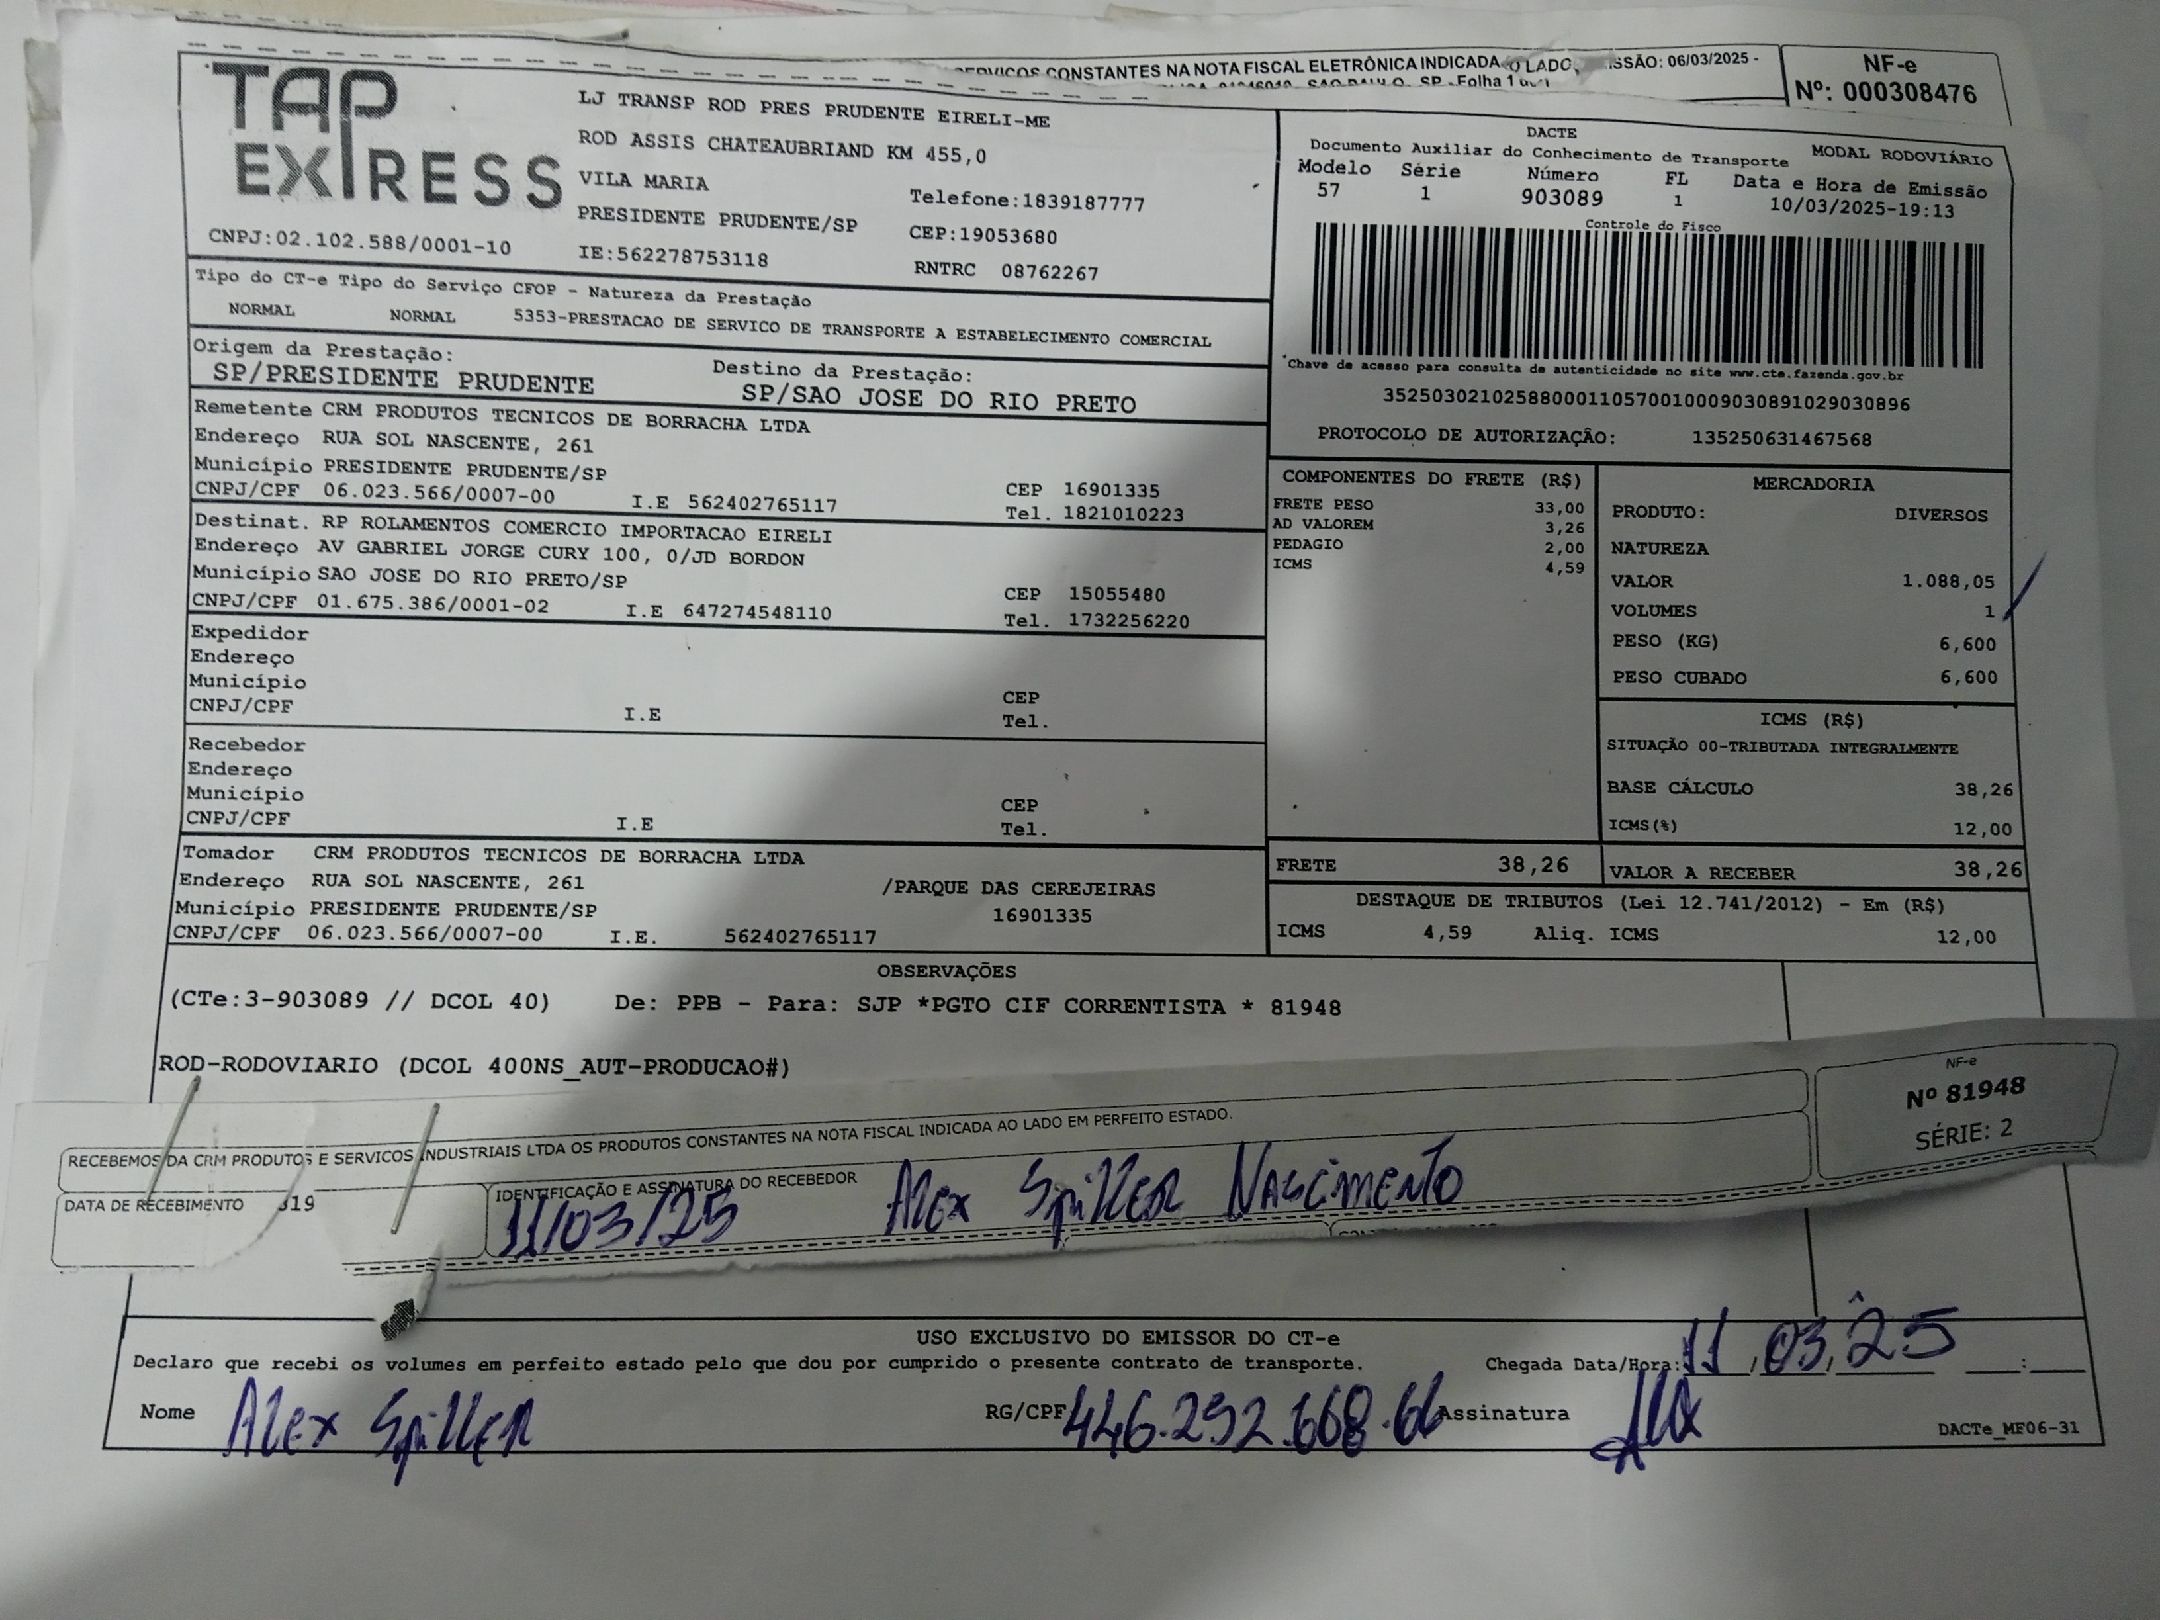 SERVIÇOS CONSTANTES NA NOTA FISCAL ELETRÔNICA INDICADA O LADO, SSÃO: 06/03/2025 -
SAO PAULO, SP -Folha 1
NF-e
Nº: 000308476
TAP EXPRESS
LJ TRANSP ROD PRES PRUDENTE EIRELI-ME
ROD ASSIS CHATEAUBRIAND KM 455,0
VILA MARIA
Telefone:1839187777
PRESIDENTE PRUDENTE/SP
CEP:19053680
CNPJ:02.102.588/0001-10
IE:562278753118
RNTRC 08762267
DACTE
Documento Auxiliar do Conhecimento de Transporte MODAL RODOVIÁRIO
Modelo Série Número FL Data e Hora de Emissão
57 1 903089 1 10/03/2025-19:13
Controle do Fisco
*Chave de acesso para consulta de autenticidade no site www.cte.fazenda.gov.br
35250302102588000110570010009030891029030896
PROTOCOLO DE AUTORIZAÇÃO: 135250631467568
Tipo do CT-e Tipo do Serviço CFOP - Natureza da Prestação
NORMAL NORMAL 5353-PRESTACAO DE SERVICO DE TRANSPORTE A ESTABELECIMENTO COMERCIAL
Origem da Prestação: Destino da Prestação:
SP/PRESIDENTE PRUDENTE SP/SAO JOSE DO RIO PRETO
Remetente CRM PRODUTOS TECNICOS DE BORRACHA LTDA
Endereço RUA SOL NASCENTE, 261
Município PRESIDENTE PRUDENTE/SP CEP 16901335
CNPJ/CPF 06.023.566/0007-00 I.E 562402765117 Tel. 1821010223
Destinat. RP ROLAMENTOS COMERCIO IMPORTACAO EIRELI
Endereço AV GABRIEL JORGE CURY 100, 0/JD BORDON
Município SAO JOSE DO RIO PRETO/SP CEP 15055480
CNPJ/CPF 01.675.386/0001-02 I.E 647274548110 Tel. 1732256220
Expedidor
Endereço
Município CEP
CNPJ/CPF I.E Tel.
Recebedor
Endereço
Município CEP
CNPJ/CPF I.E Tel.
Tomador CRM PRODUTOS TECNICOS DE BORRACHA LTDA
Endereço RUA SOL NASCENTE, 261 /PARQUE DAS CEREJEIRAS
Município PRESIDENTE PRUDENTE/SP 16901335
CNPJ/CPF 06.023.566/0007-00 I.E. 562402765117
COMPONENTES DO FRETE (R$)
FRETE PESO 33,00
AD VALOREM 3,26
PEDAGIO 2,00
ICMS 4,59
MERCADORIA
PRODUTO: DIVERSOS
NATUREZA
VALOR 1.088,05
VOLUMES 1
PESO (KG) 6,600
PESO CUBADO 6,600
ICMS (R$)
SITUAÇÃO 00-TRIBUTADA INTEGRALMENTE
BASE CÁLCULO 38,26
ICMS(%) 12,00
FRETE 38,26 VALOR A RECEBER 38,26
DESTAQUE DE TRIBUTOS (Lei 12.741/2012) - Em (R$)
ICMS 4,59 Aliq. ICMS 12,00
OBSERVAÇÕES
(CTe:3-903089 // DCOL 40) De: PPB - Para: SJP *PGTO CIF CORRENTISTA * 81948
ROD-RODOVIARIO (DCOL 400NS_AUT-PRODUCAO#)
RECEBEMOS DA CRM PRODUTOS E SERVICOS INDUSTRIAIS LTDA OS PRODUTOS CONSTANTES NA NOTA FISCAL INDICADA AO LADO EM PERFEITO ESTADO.
NF-e
Nº 81948
SÉRIE: 2
DATA DE RECEBIMENTO 319 IDENTIFICAÇÃO E ASSINATURA DO RECEBEDOR
11/03/25 Alex Spiller Nascimento
USO EXCLUSIVO DO EMISSOR DO CT-e
Declaro que recebi os volumes em perfeito estado pelo que dou por cumprido o presente contrato de transporte. Chegada Data/Hora: 11/03/25 __:__
Nome Alex Spiller RG/CPF 446.292.668.66 Assinatura
DACTe_MF06-31